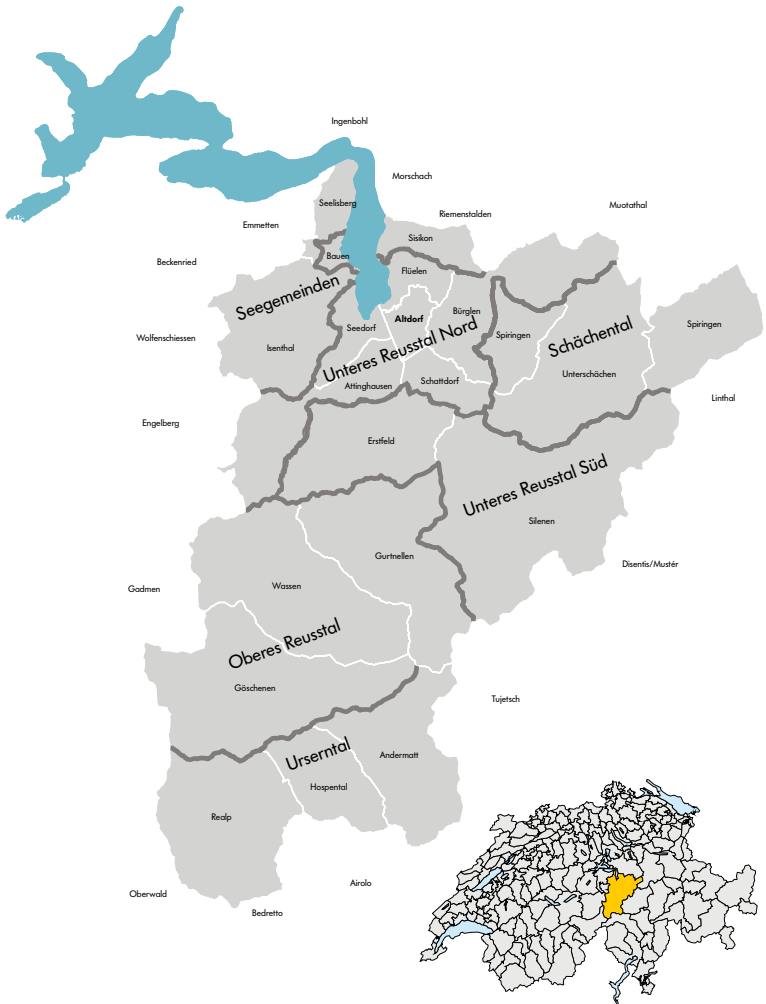 Ingenbohl
Morschach
Seelisberg
Muotathal
Riemenstalden
Emmetten
Sisikon
Bauen
Beckenried
Flüelen
Seegemeinden
Bürglen
Altdorf
Spiringen
Seedorf
Spiringen
Wolfenschiessen
Schächental
Isenthal
Unteres Reusstal Nord
Unterschächen
Schattdorf
Attinghausen
Linthal
Engelberg
Erstfeld
Unteres Reusstal Süd
Silenen
Gurtnellen
Disentis/Mustér
Wassen
Gadmen
Oberes Reusstal
Göschenen
Tujetsch
Urserntal
Andermatt
Hospental
Realp
Airolo
Oberwald
Bedretto